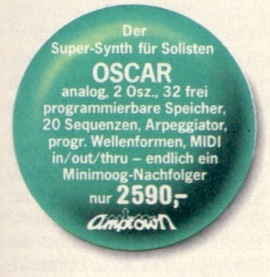 Der
Super-Synth für Solisten
OSCAR
analog, 2 Osz., 32 frei
programmierbare Speicher,
20 Sequenzen, Arpeggiator,
progr. Wellenformen, MIDI
in/out/thru – endlich ein
Minimoog-Nachfolger
nur 2590,-
amptown